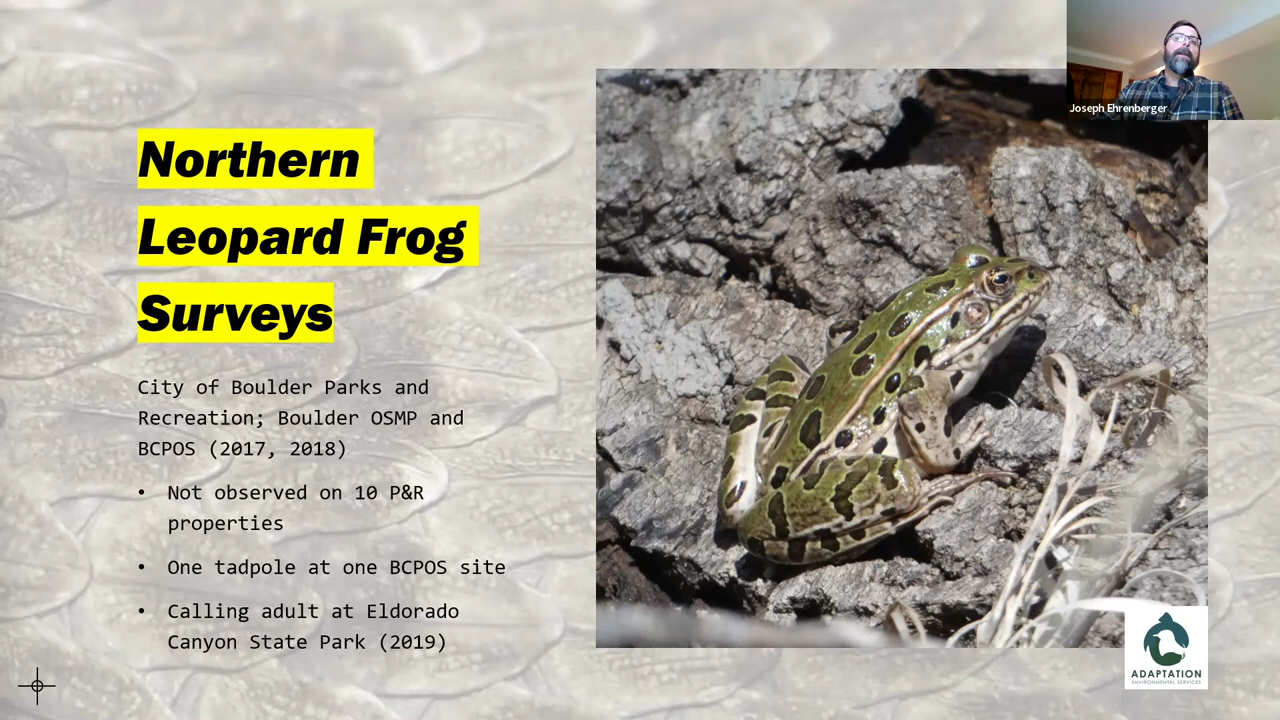 Joseph Ehrenberger
Northern
Leopard Frog
Surveys
City of Boulder Parks and
Recreation; Boulder OSMP and
BCPOS (2017, 2018)
• Not observed on 10 P&R
properties
• One tadpole at one BCPOS site
• Calling adult at Eldorado
Canyon State Park (2019)
ADAPTATION
ENVIRONMENTAL SERVICES